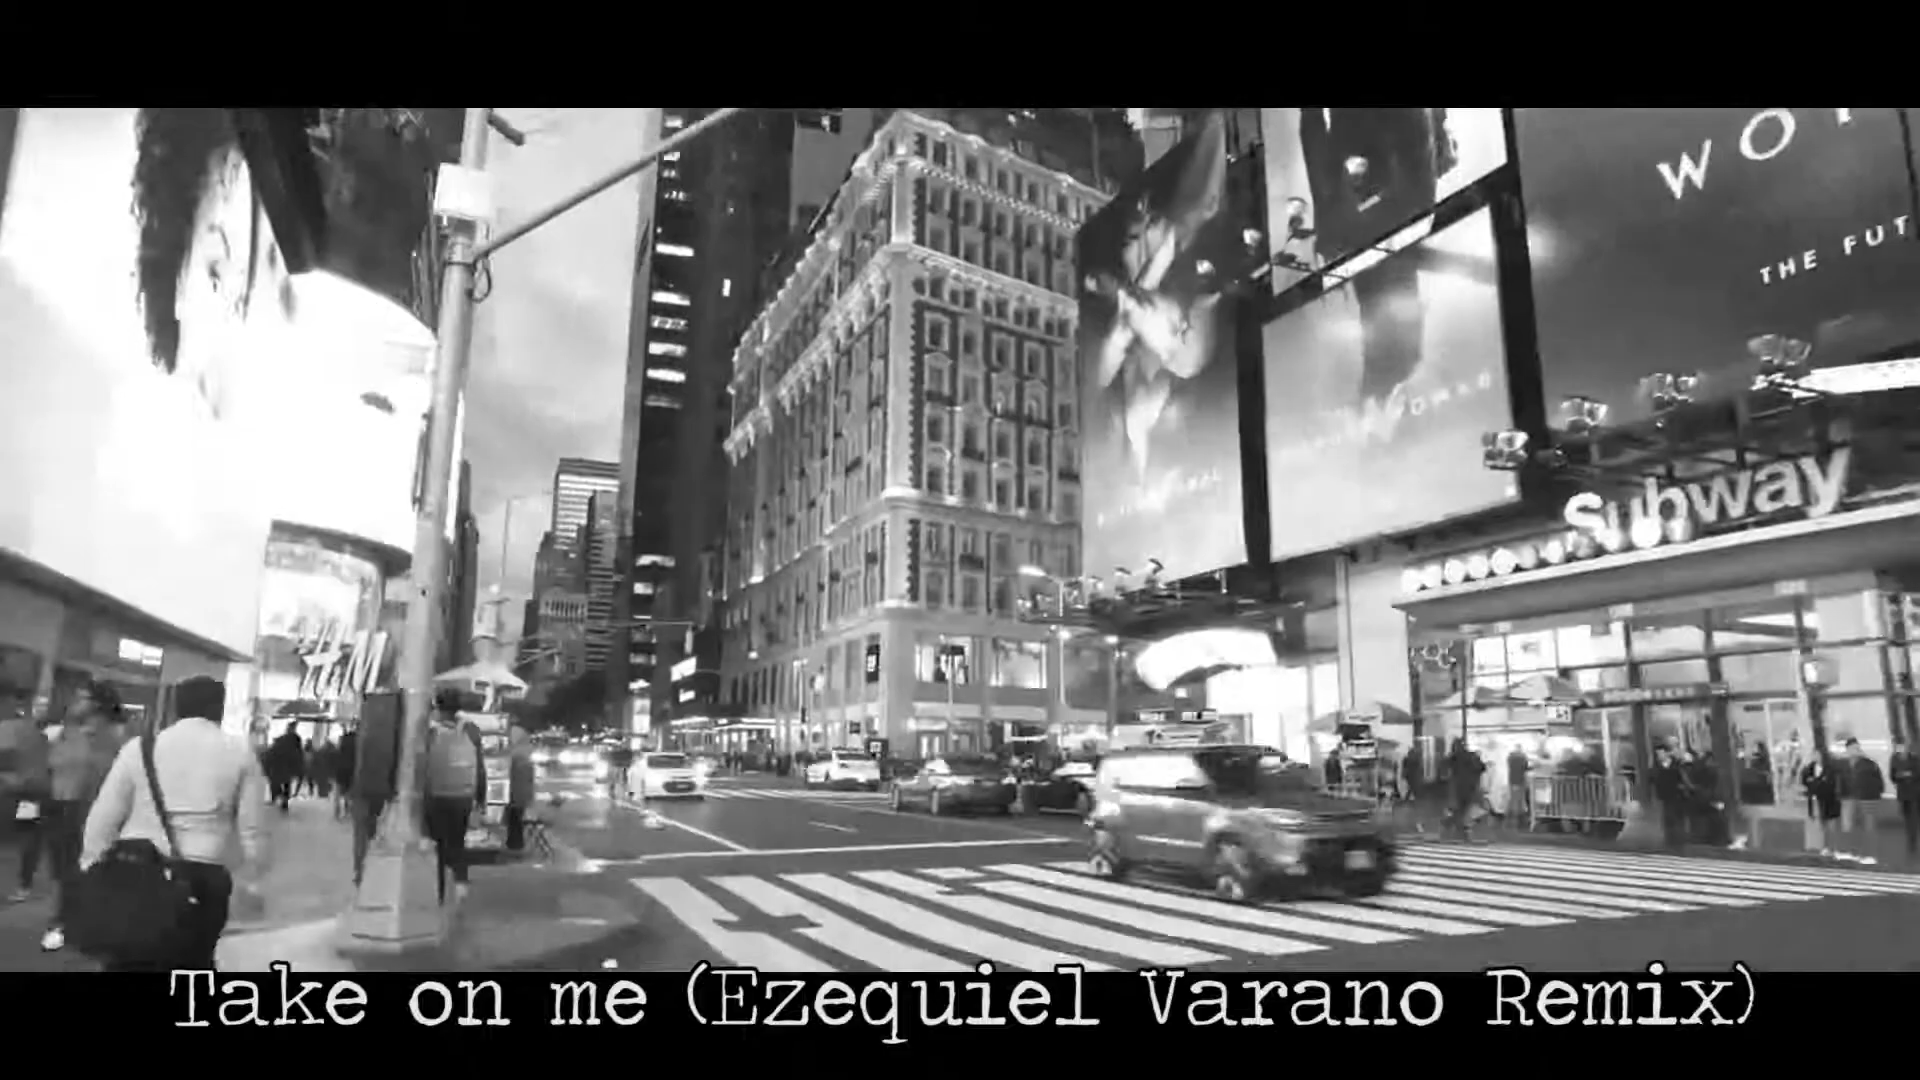 WO
THE FUT
Subway
H&M
Take on me (Ezequiel Varano Remix)